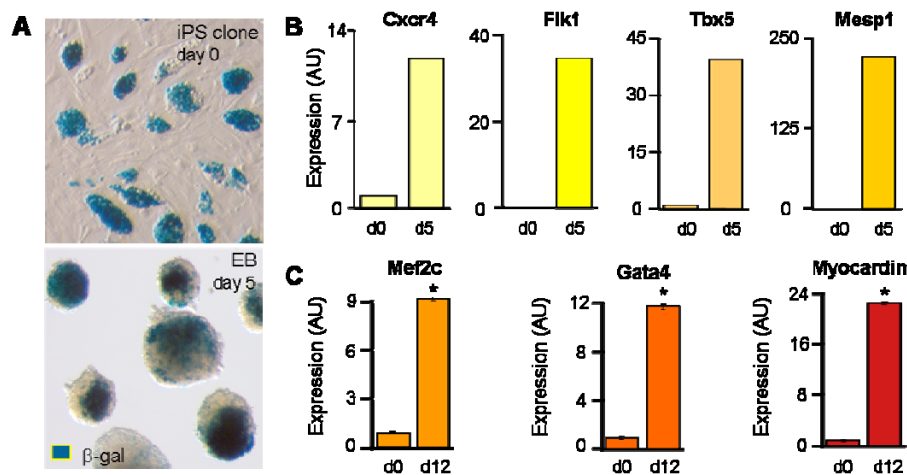 A
iPS clone
day 0
EB
day 5
β-gal
B
Cxcr4
Flk1
Tbx5
Mesp1
Expression (AU)
14
7
0
d0 d5
40
20
0
d0 d5
45
30
15
0
d0 d5
250
125
0
d0 d5
C
Mef2c
Gata4
Myocardin
Expression (AU)
9
6
3
0
*
d0 d12
Expression (AU)
12
8
4
0
*
d0 d12
Expression (AU)
24
16
8
0
*
d0 d12